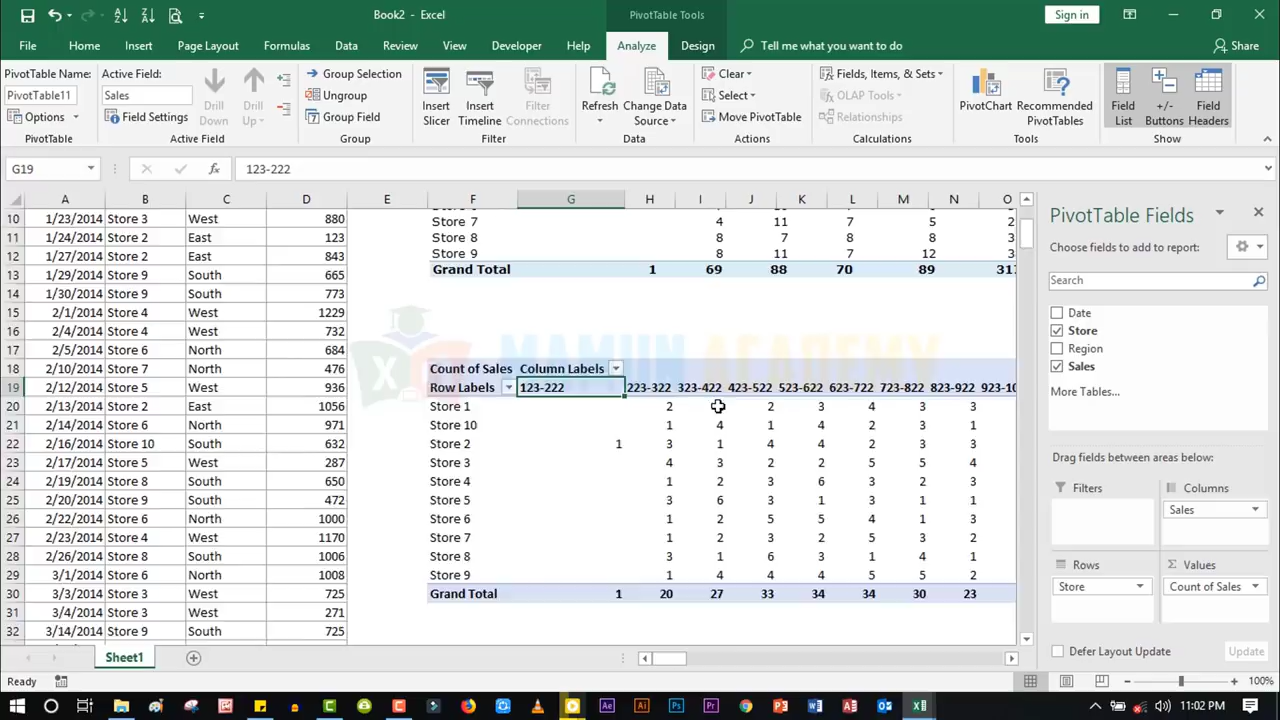 Book2 - Excel
PivotTable Tools
Sign in
File Home Insert Page Layout Formulas Data Review View Developer Help Analyze Design Tell me what you want to do Share
PivotTable Name:
PivotTable11
Options
PivotTable
Active Field:
Sales
Field Settings
Drill Down
Drill Up
Active Field
Group Selection
Ungroup
Group Field
Group
Insert Slicer
Insert Timeline
Filter Connections
Filter
Refresh
Change Data Source
Data
Clear
Select
Move PivotTable
Actions
Fields, Items, & Sets
OLAP Tools
Relationships
Calculations
PivotChart
Recommended PivotTables
Tools
Field List
+/- Buttons
Field Headers
Show
G19 fx 123-222
A B C D E F G H I J K L M N O
10 1/23/2014 Store 3 West 880
Store 7 4 11 7 5
11 1/24/2014 Store 2 East 123
Store 8 8 7 8 8
12 1/27/2014 Store 2 East 843
Store 9 8 11 7 12
13 1/29/2014 Store 9 South 665
Grand Total 1 69 88 70 89
14 1/30/2014 Store 9 South 773
15 2/1/2014 Store 4 West 1229
16 2/4/2014 Store 4 West 732
17 2/5/2014 Store 6 North 684
MAMUN ACADEMY
18 2/10/2014 Store 7 North 476 Count of Sales Column Labels
19 2/12/2014 Store 5 West 936 Row Labels 123-222 223-322 323-422 423-522 523-622 623-722 723-822 823-922 923-10
20 2/13/2014 Store 2 East 1056 Store 1 2 2 3 4 3 3
21 2/14/2014 Store 6 North 971 Store 10 1 4 1 4 2 3 1
22 2/16/2014 Store 10 South 632 Store 2 1 3 1 4 4 2 3 3
23 2/17/2014 Store 5 West 287 Store 3 4 3 2 2 5 5 4
24 2/19/2014 Store 8 South 650 Store 4 1 2 3 6 3 2 3
25 2/20/2014 Store 9 South 472 Store 5 3 6 3 1 3 1 1
26 2/22/2014 Store 6 North 1000 Store 6 1 2 5 5 4 1 3
27 2/23/2014 Store 4 West 1170 Store 7 1 2 3 2 5 3 2
28 2/26/2014 Store 8 South 1006 Store 8 3 1 6 3 1 4 1
29 3/1/2014 Store 6 North 1008 Store 9 1 4 4 4 5 5 2
30 3/3/2014 Store 3 West 725 Grand Total 1 20 27 33 34 34 30 23
31 3/4/2014 Store 3 West 271
32 3/14/2014 Store 9 South 725
Sheet1
PivotTable Fields
Choose fields to add to report:
Search
Date
Store
Region
Sales
More Tables...
Drag fields between areas below:
Filters
Columns
Sales
Rows
Store
Σ Values
Count of Sales
Defer Layout Update Update
Ready 100%
Ae Ai Ps Pr
11:02 PM